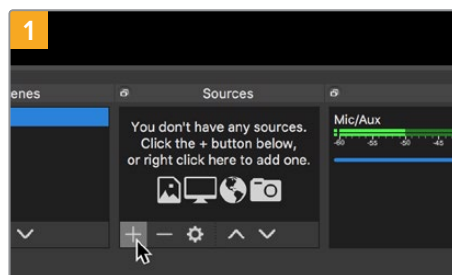 1
enes
Sources
Mic/Aux
You don't have any sources.
Click the + button below,
or right click here to add one.
-60 -55 -50 -45